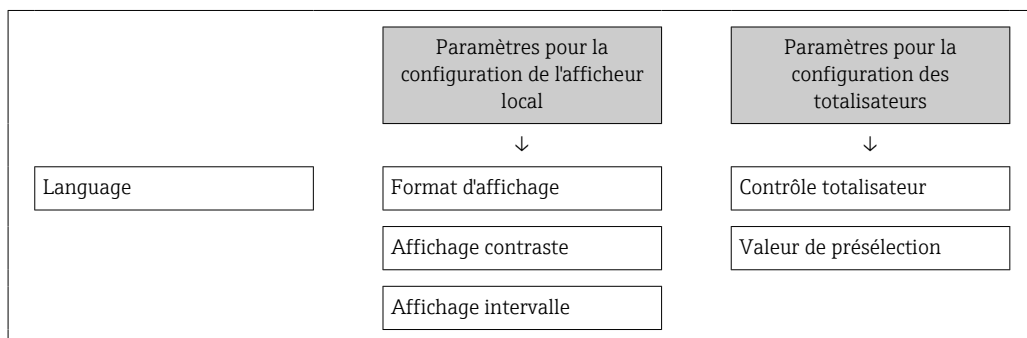 Paramètres pour la
configuration de l'afficheur
local
Paramètres pour la
configuration des
totalisateurs
↓
↓
Language
Format d'affichage
Contrôle totalisateur
Affichage contraste
Valeur de présélection
Affichage intervalle